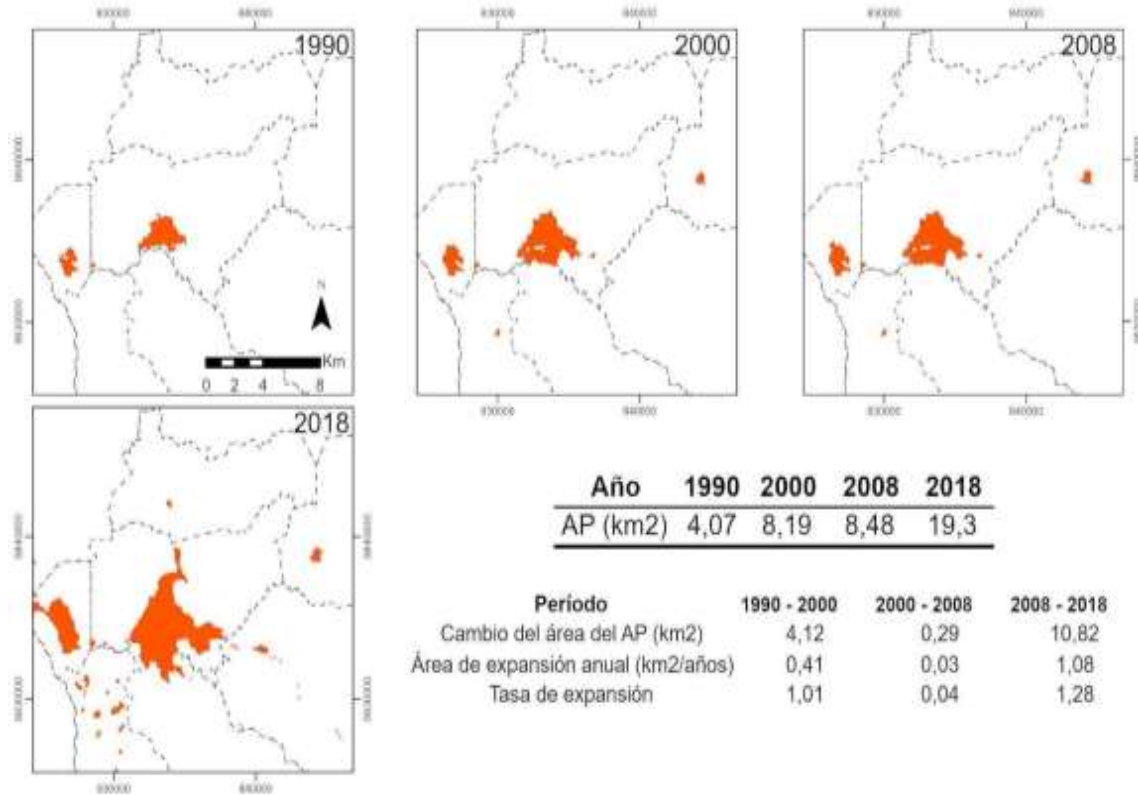 1990
2000
2008
N
Km
0 2 4 8
2018
Año 1990 2000 2008 2018
AP (km2) 4,07 8,19 8,48 19,3
Período 1990 - 2000 2000 - 2008 2008 - 2018
Cambio del área del AP (km2) 4,12 0,29 10,82
Área de expansión anual (km2/años) 0,41 0,03 1,08
Tasa de expansión 1,01 0,04 1,28